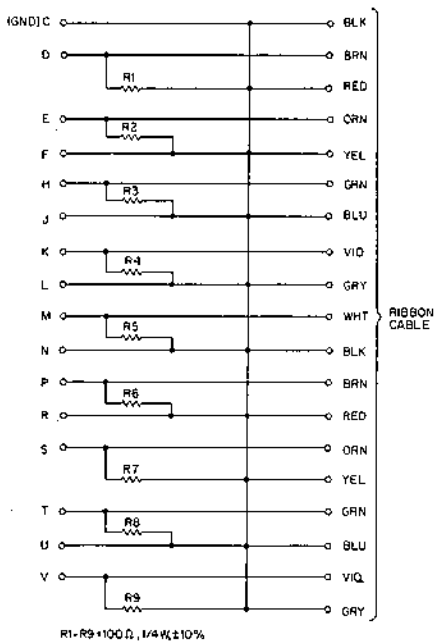 (GND) C BLK
D BRN
R1 RED
E ORN
R2
F YEL
H GRN
R3
J BLU
K VIO
R4
L GRY
M WHT
R5
N BLK
RIBBON
CABLE
P BRN
R6
R RED
S ORN
R7 YEL
T GRN
R8
U BLU
V VIO
R9 GRY
R1-R9=100Ω, 1/4W,±10%